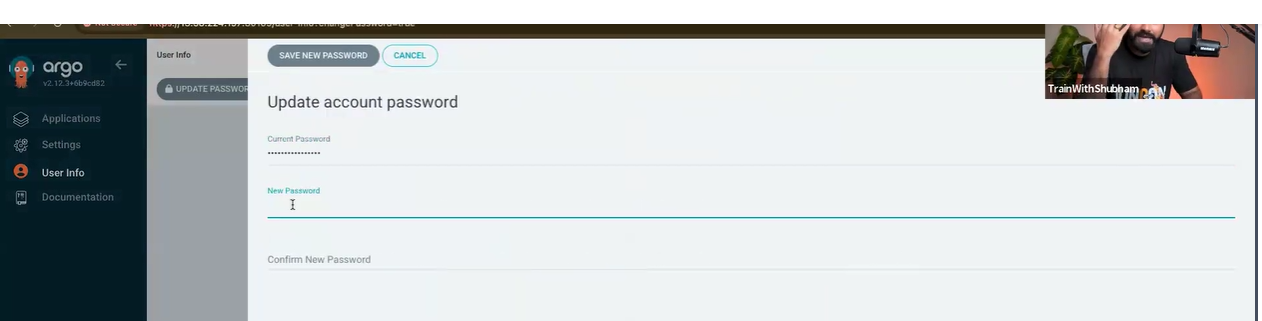 User Info
SAVE NEW PASSWORD
CANCEL
argo
v2.12.3+6b9cd82
UPDATE PASSWOR
TrainWithShubham
Update account password
Applications
Current Password
Settings
User Info
New Password
Documentation
Confirm New Password